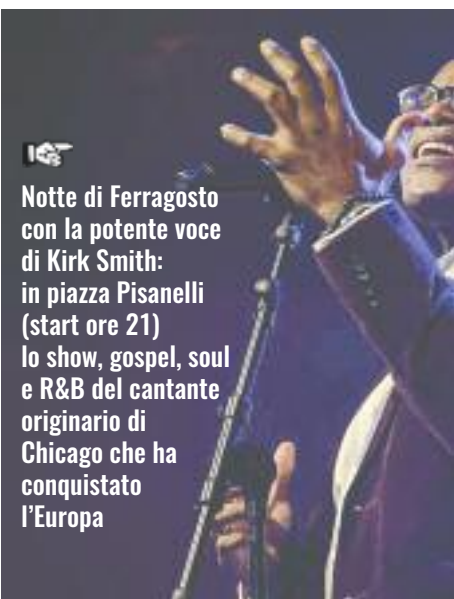 Notte di Ferragosto
con la potente voce
di Kirk Smith:
in piazza Pisanelli
(start ore 21)
lo show, gospel, soul
e R&B del cantante
originario di
Chicago che ha
conquistato
l'Europa